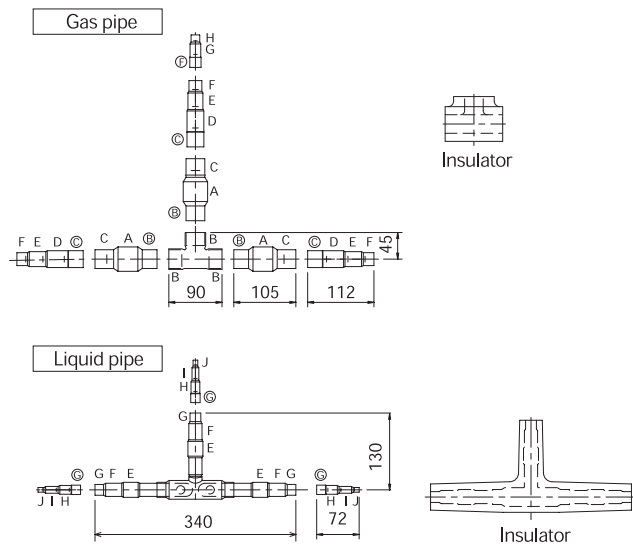 Gas pipe
H
G
Ⓕ
F
E
D
Ⓒ
C
A
Ⓑ
F E D Ⓒ C A Ⓑ B Ⓑ A C Ⓒ D E F
B B
45
90 105 112
Insulator
Liquid pipe
J
I
H
Ⓖ
G
F
E
Ⓖ G F E E F G Ⓖ
J I H H I J
130
340 72
Insulator